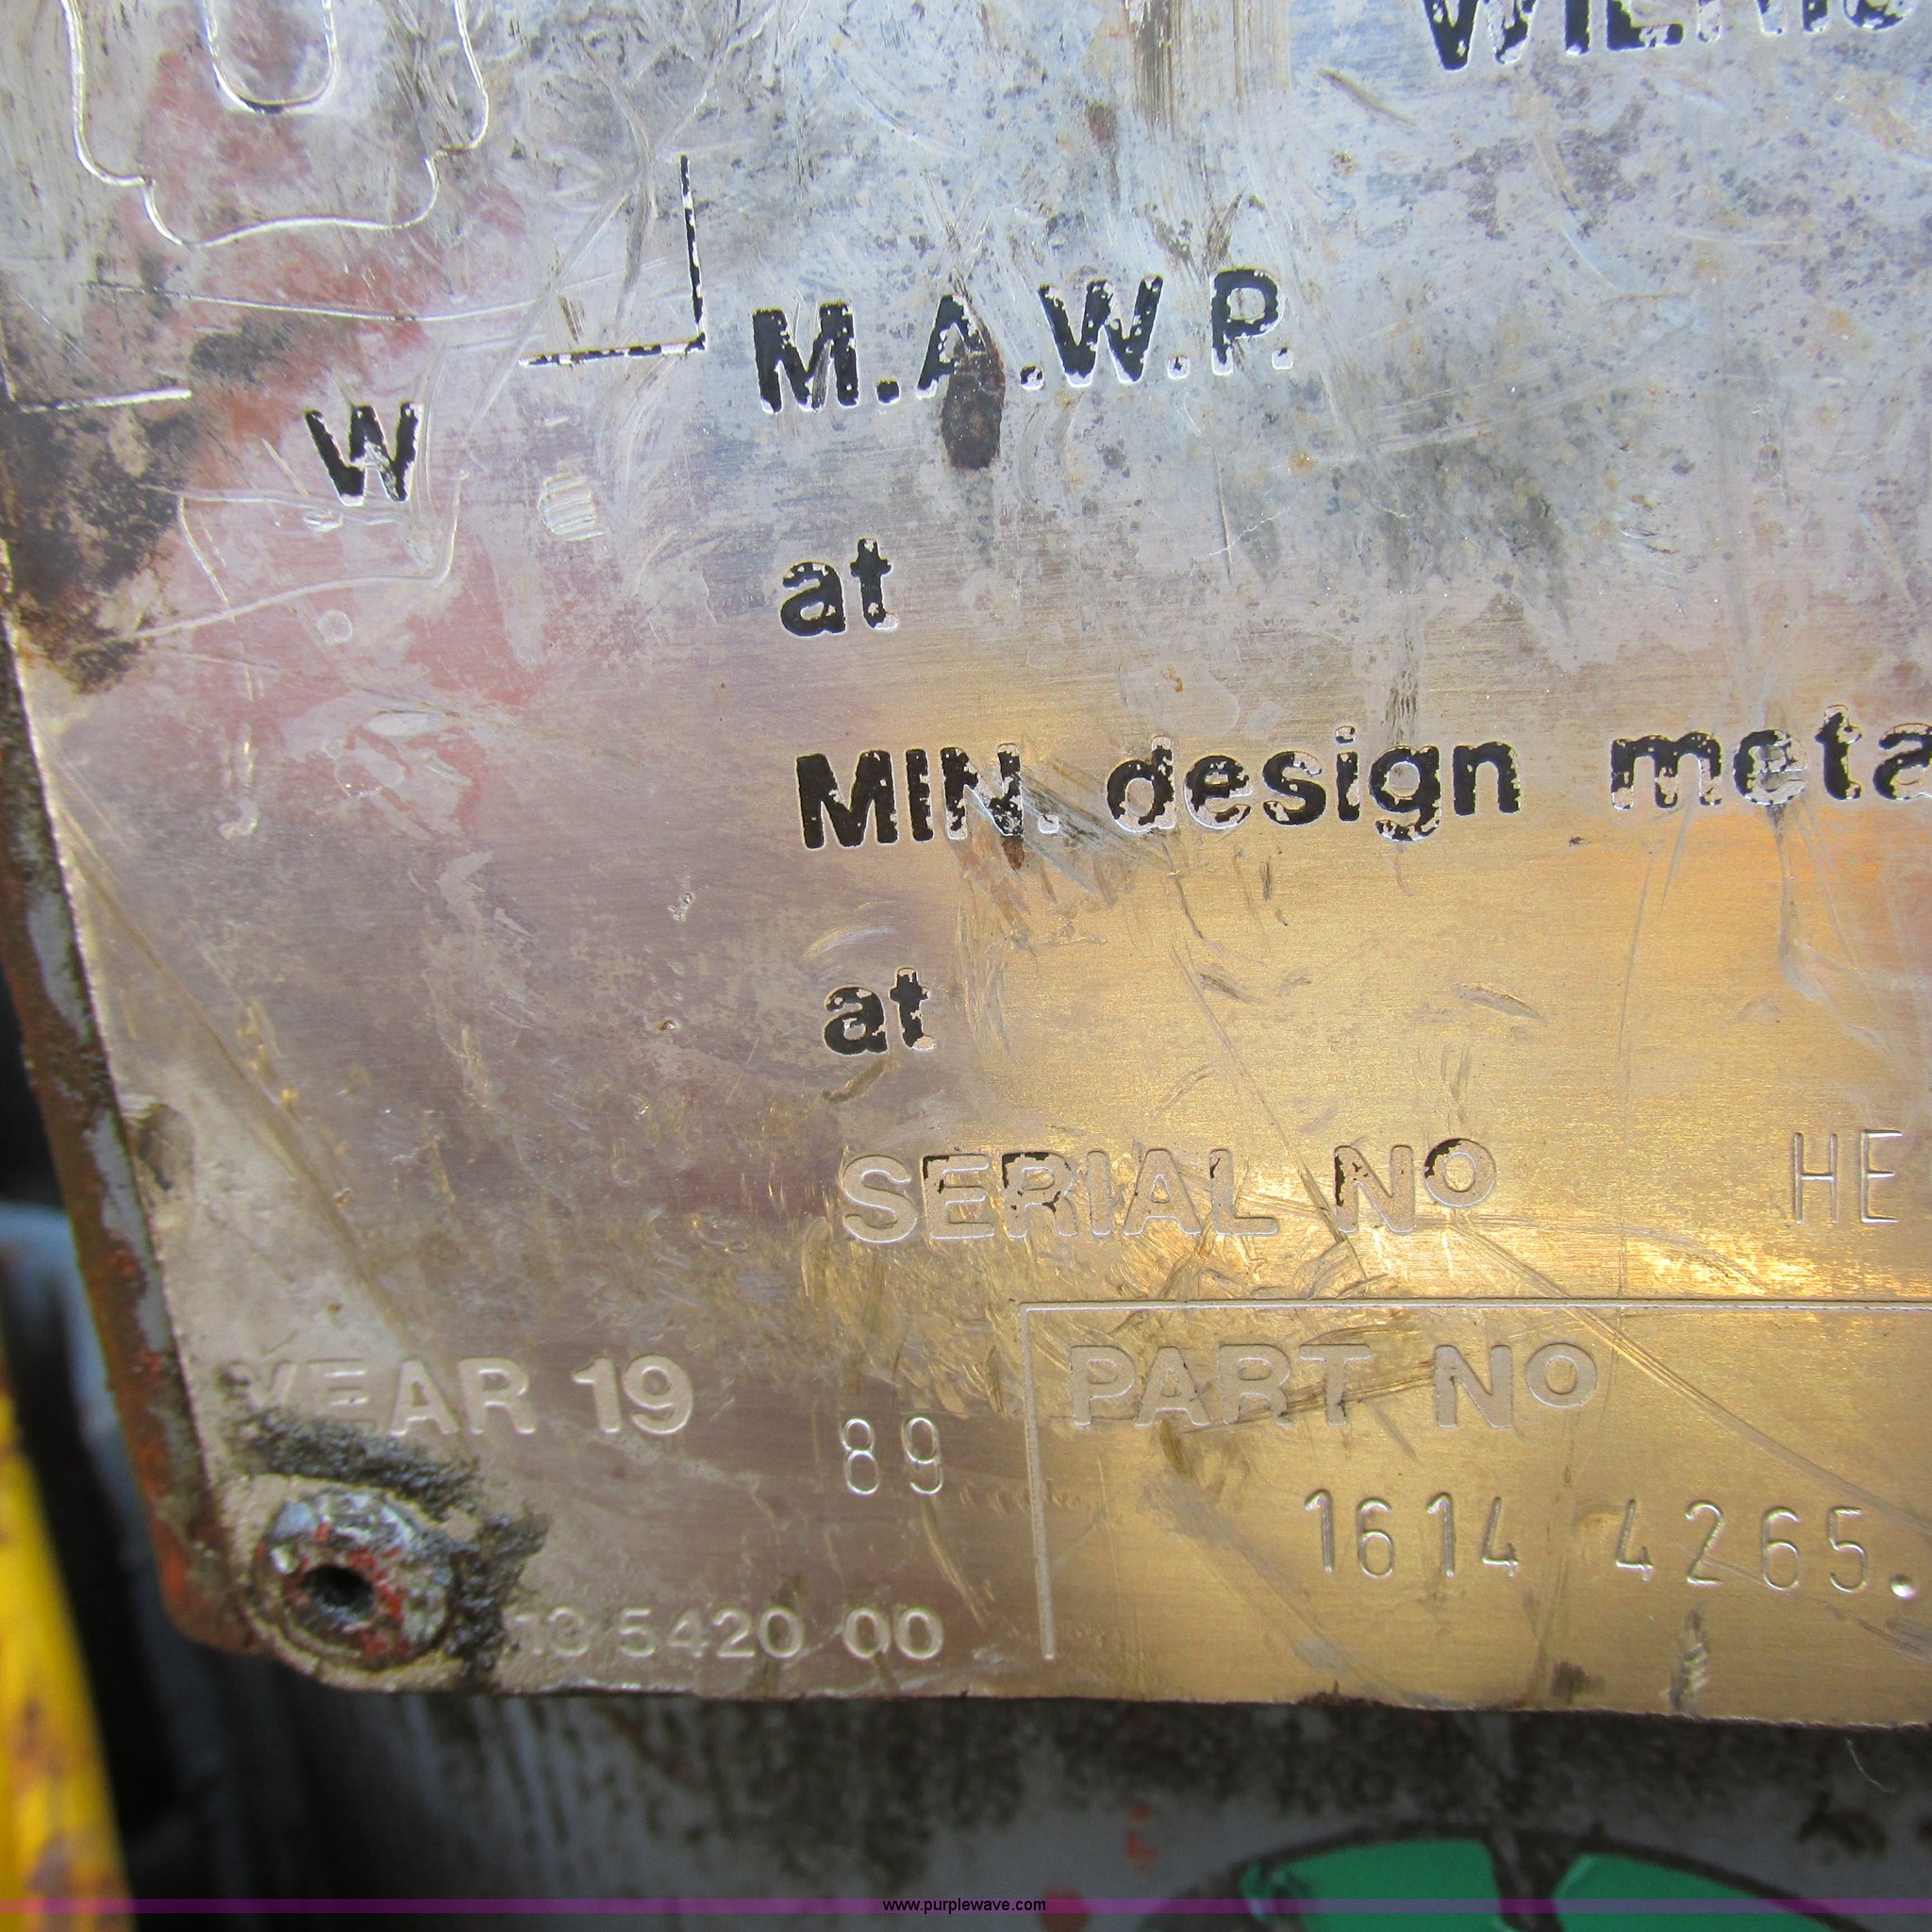 U
M.A.W.P.
W
at
MIN. design
at
SERIAL Nº HE
YEAR 19 89
PART Nº
1614 4265.
5420 00
www.purplewave.com